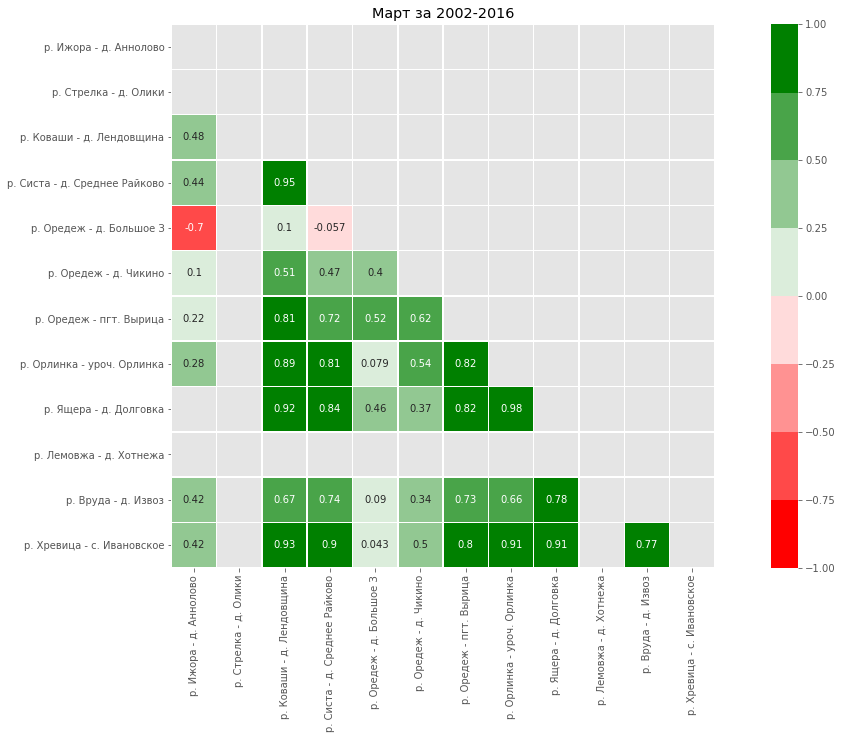 Март за 2002-2016
р. Ижора - д. Аннолово
р. Стрелка - д. Олики
р. Коваши - д. Лендовщина
0.48
р. Систа - д. Среднее Райково
0.44 0.95
р. Оредеж - д. Большое З
-0.7 0.1 -0.057
р. Оредеж - д. Чикино
0.1 0.51 0.47 0.4
р. Оредеж - пгт. Вырица
0.22 0.81 0.72 0.52 0.62
р. Орлинка - уроч. Орлинка
0.28 0.89 0.81 0.079 0.54 0.82
р. Ящера - д. Долговка
0.92 0.84 0.46 0.37 0.82 0.98
р. Лемовжа - д. Хотнежа
р. Вруда - д. Извоз
0.42 0.67 0.74 0.09 0.34 0.73 0.66 0.78
р. Хревица - с. Ивановское
0.42 0.93 0.9 0.043 0.5 0.8 0.91 0.91 0.77
р. Ижора - д. Аннолово
р. Стрелка - д. Олики
р. Коваши - д. Лендовщина
р. Систа - д. Среднее Райково
р. Оредеж - д. Большое З
р. Оредеж - д. Чикино
р. Оредеж - пгт. Вырица
р. Орлинка - уроч. Орлинка
р. Ящера - д. Долговка
р. Лемовжа - д. Хотнежа
р. Вруда - д. Извоз
р. Хревица - с. Ивановское
1.00
0.75
0.50
0.25
0.00
−0.25
−0.50
−0.75
−1.00